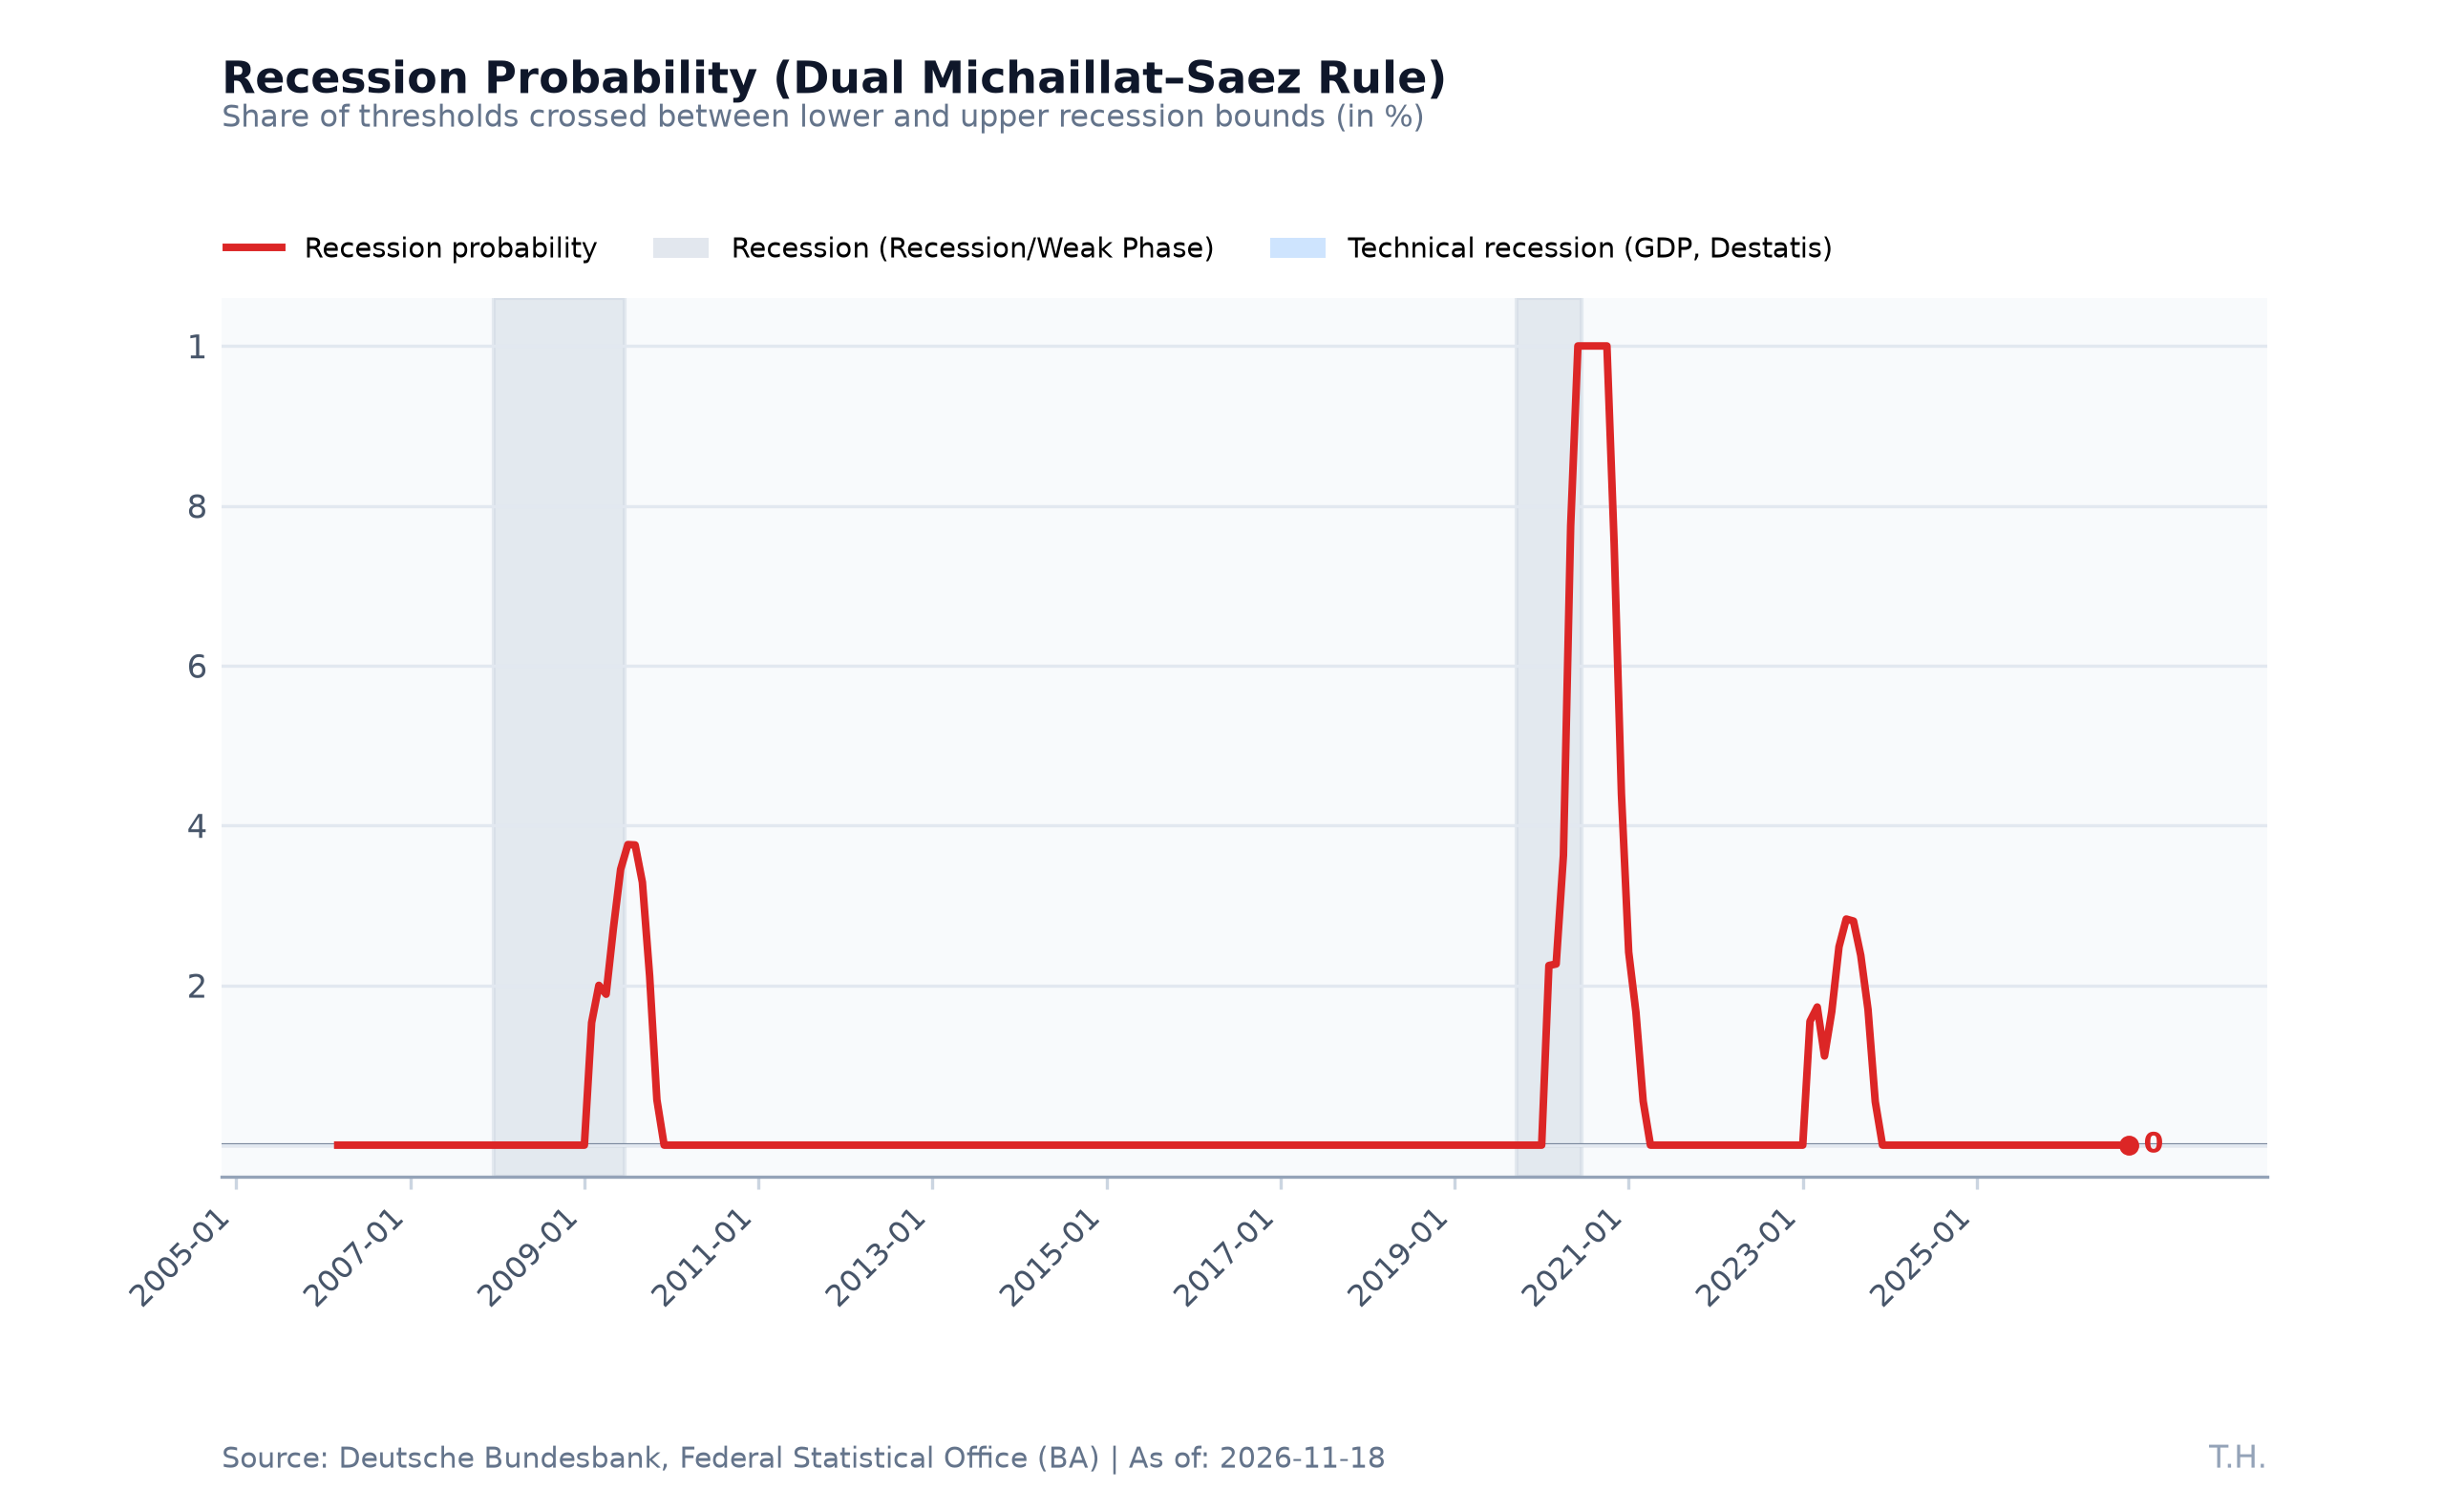 Recession Probability (Dual Michaillat–Saez Rule)
Share of thresholds crossed between lower and upper recession bounds (in %)
Recession probability
Recession (Recession/Weak Phase)
Technical recession (GDP, Destatis)
1
8
6
4
2
0
2005-01
2007-01
2009-01
2011-01
2013-01
2015-01
2017-01
2019-01
2021-01
2023-01
2025-01
Source: Deutsche Bundesbank, Federal Statistical Office (BA) | As of: 2026-11-18
T.H.